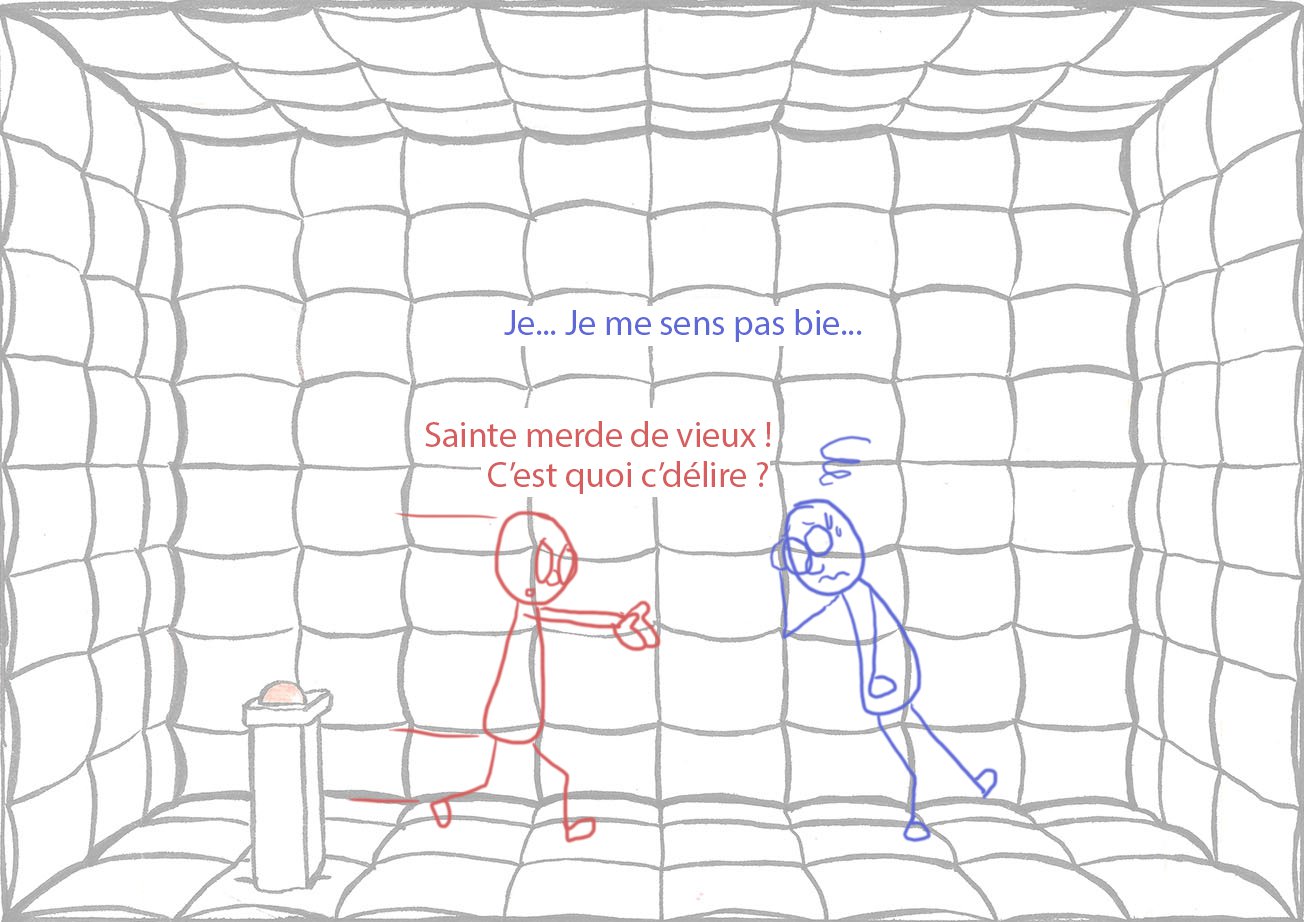 Je... Je me sens pas bie...
Sainte merde de vieux !
C’est quoi c’délire ?